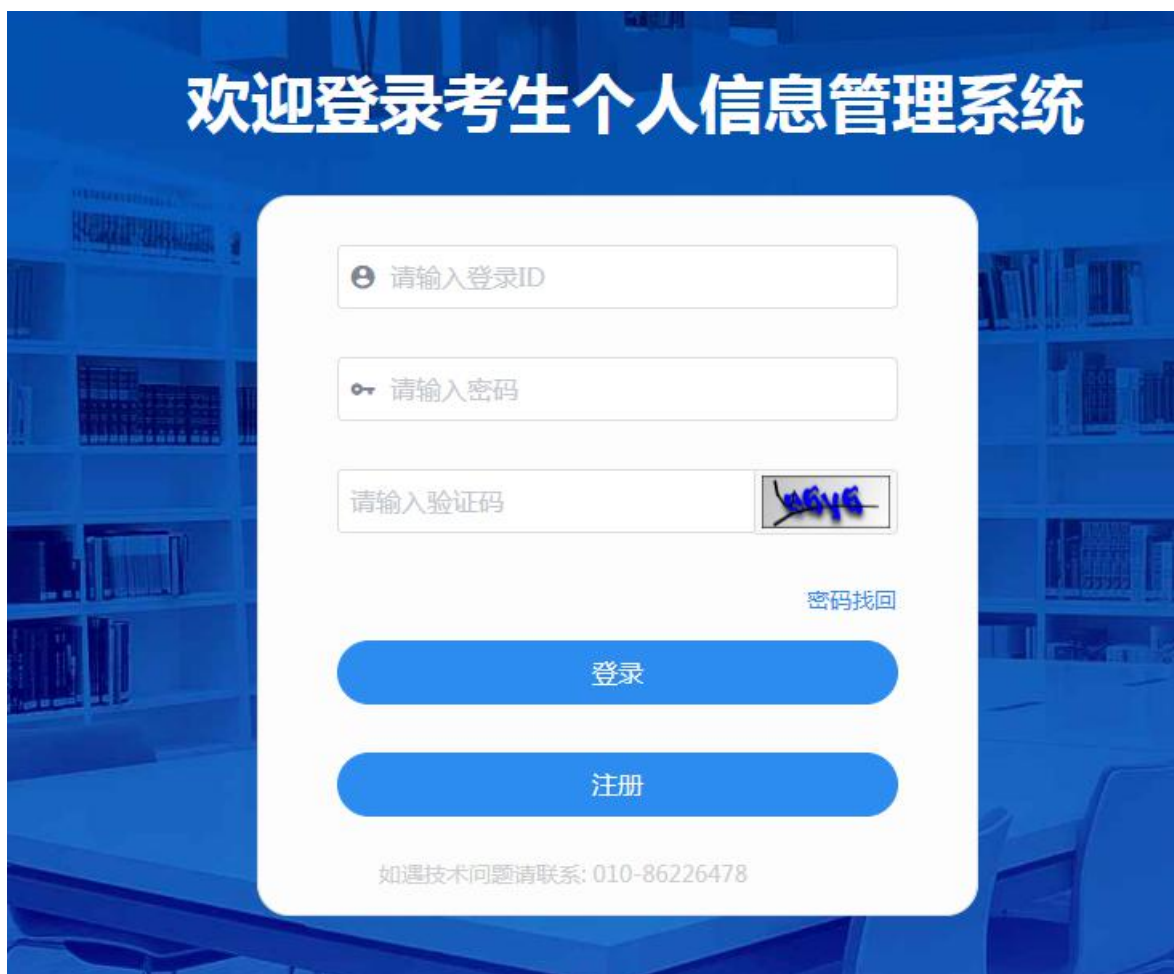 欢迎登录考生个人信息管理系统
请输入登录ID
请输入密码
请输入验证码
密码找回
登录
注册
如遇技术问题请联系: 010-86226478